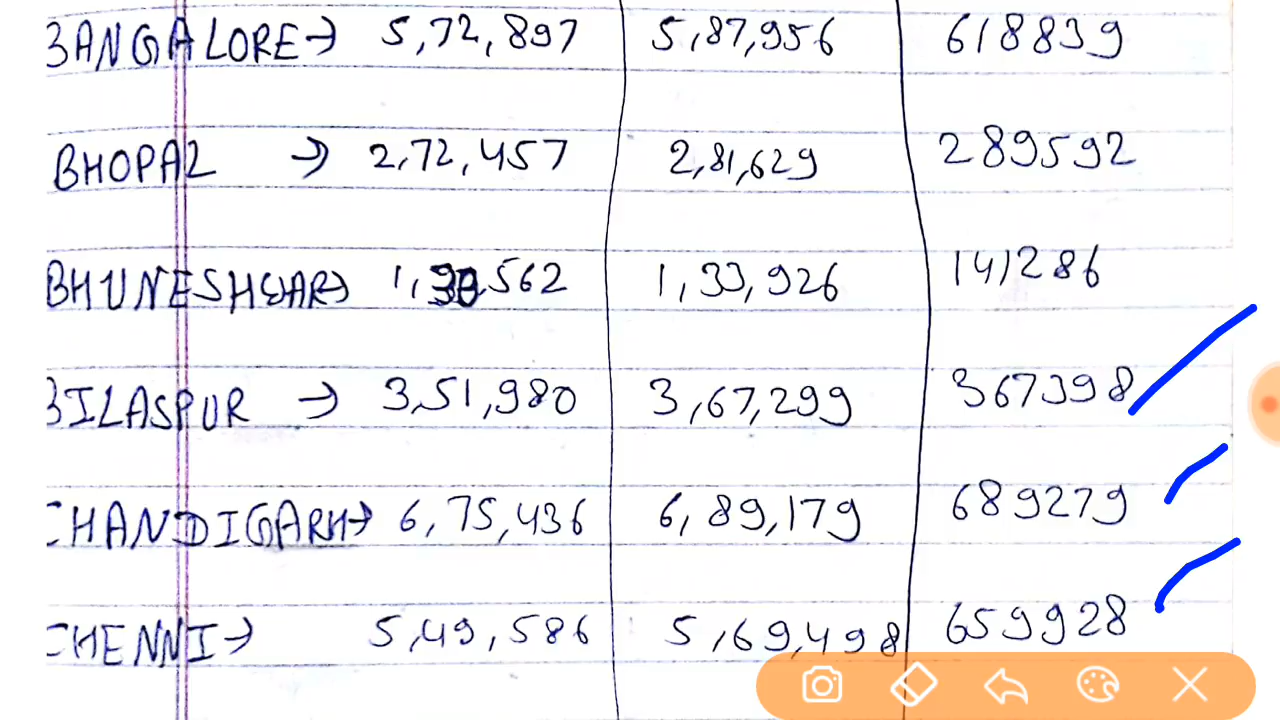 BANGALORE→ 5,72,897 5,87,956 618839
BHOPAL → 2,72,457 2,81,629 289592
BHUNESHWAR→ 1,30,562 1,33,926 141286
BILASPUR → 3,51,980 3,67,299 367398
CHANDIGARH→ 6,75,436 6,89,179 689279
CHENNI→ 5,49,586 5,69,498 659928